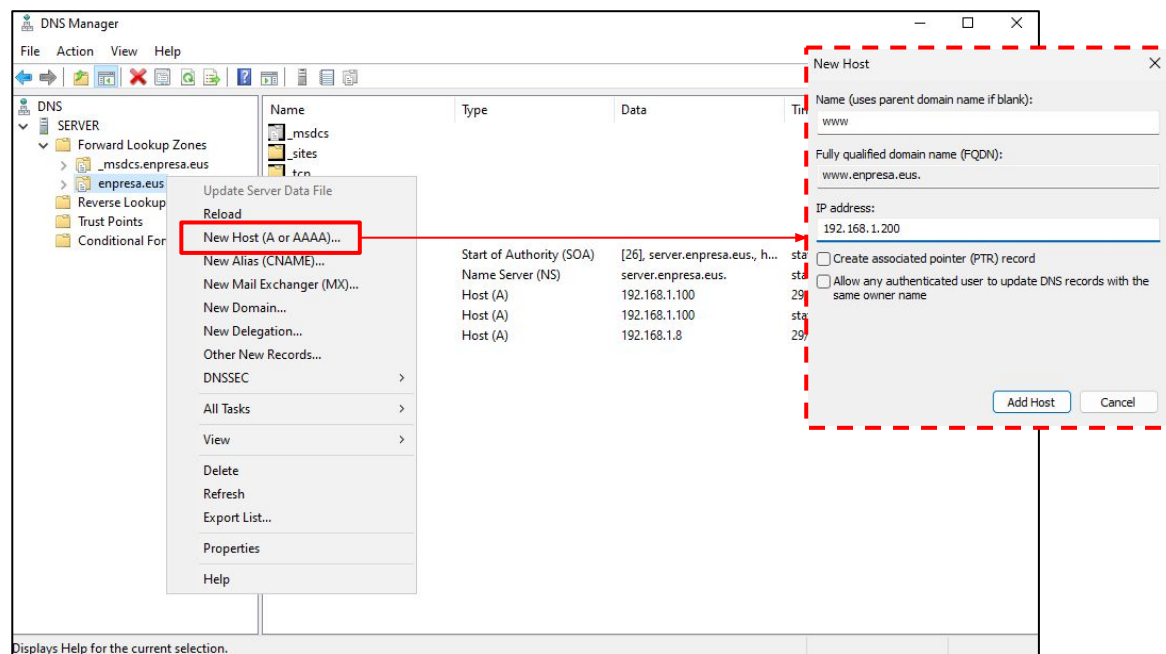 DNS Manager
File Action View Help
DNS
SERVER
Forward Lookup Zones
_msdcs.enpresa.eus
enpresa.eus
Reverse Lookup
Trust Points
Conditional For
Name Type Data
_msdcs
_sites
_tcp
Start of Authority (SOA) [26], server.enpresa.eus., h... sta
Name Server (NS) server.enpresa.eus. sta
Host (A) 192.168.1.100 29/
Host (A) 192.168.1.100 sta
Host (A) 192.168.1.8 29/
Update Server Data File
Reload
New Host (A or AAAA)...
New Alias (CNAME)...
New Mail Exchanger (MX)...
New Domain...
New Delegation...
Other New Records...
DNSSEC
All Tasks
View
Delete
Refresh
Export List...
Properties
Help
New Host
Name (uses parent domain name if blank):
www
Fully qualified domain name (FQDN):
www.enpresa.eus.
IP address:
192.168.1.200
Create associated pointer (PTR) record
Allow any authenticated user to update DNS records with the
same owner name
Add Host Cancel
Displays Help for the current selection.